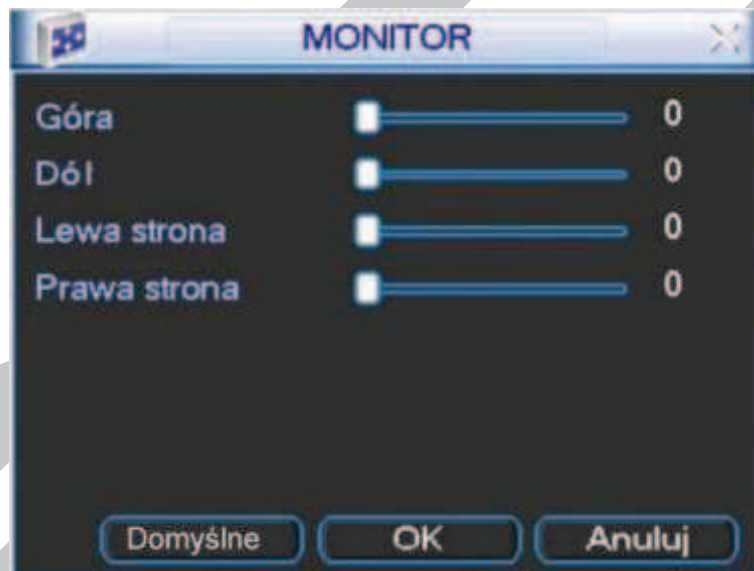 MONITOR
Góra 0
Dół 0
Lewa strona 0
Prawa strona 0
Domyślne OK Anuluj